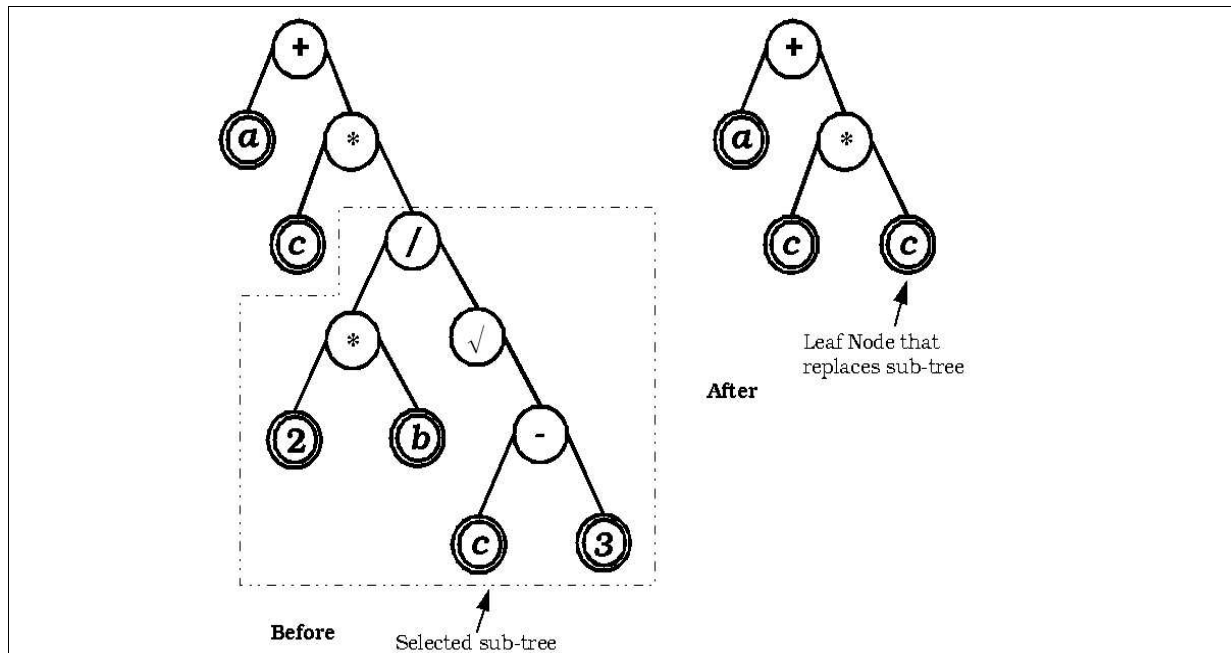 +
+
a
*
a
*
c
/
c
c
*
√
Leaf Node that
replaces sub-tree
After
2
b
-
c
3
Before
Selected sub-tree